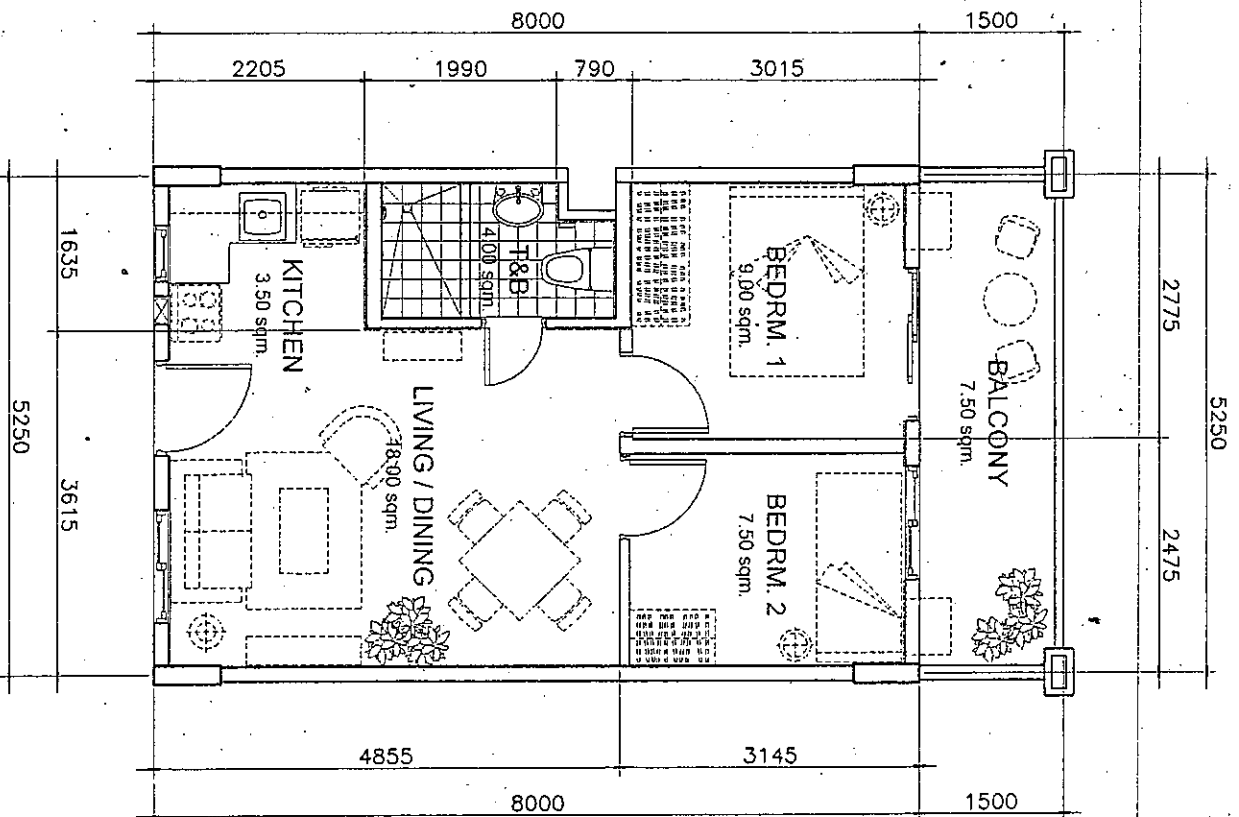 8000
1500
2205
1990
790
3015
1635
3615
5250
KITCHEN
3.50 sqm.
T&B
4.00 sqm.
LIVING / DINING
18.00 sqm.
BEDRM. 1
9.00 sqm.
BEDRM. 2
7.50 sqm.
BALCONY
7.50 sqm.
2775
2475
5250
4855
3145
8000
1500